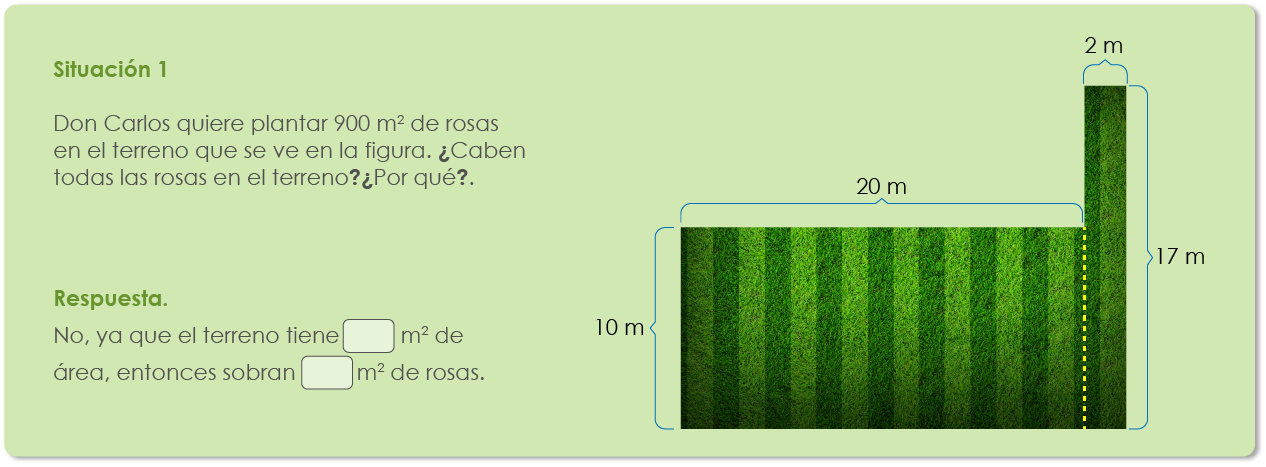 Situación 1
Don Carlos quiere plantar 900 m² de rosas
en el terreno que se ve en la figura. ¿Caben
todas las rosas en el terreno?¿Por qué?.
Respuesta.
No, ya que el terreno tiene m² de
área, entonces sobran m² de rosas.
2 m
20 m
17 m
10 m